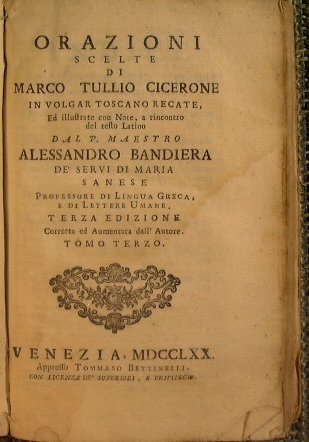 ORAZIONI
SCELTE
DI
MARCO TULLIO CICERONE
IN VOLGAR TOSCANO RECATE,
Ed illustrate con Note, a rincontro
del testo Latino
DAL P. MAESTRO
ALESSANDRO BANDIERA
DE' SERVI DI MARIA
SANESE
PROFESSORE DI LINGUA GRECA,
E DI LETTERE UMANE,
TERZA EDIZIONE
Corretta ed Aumentata dall' Autore.
TOMO TERZO.
VENEZIA, MDCCLXX.
Appresso TOMMASO BETTINELLI,
CON LICENZA DE' SUPERIORI, E PRIVILEGIO.